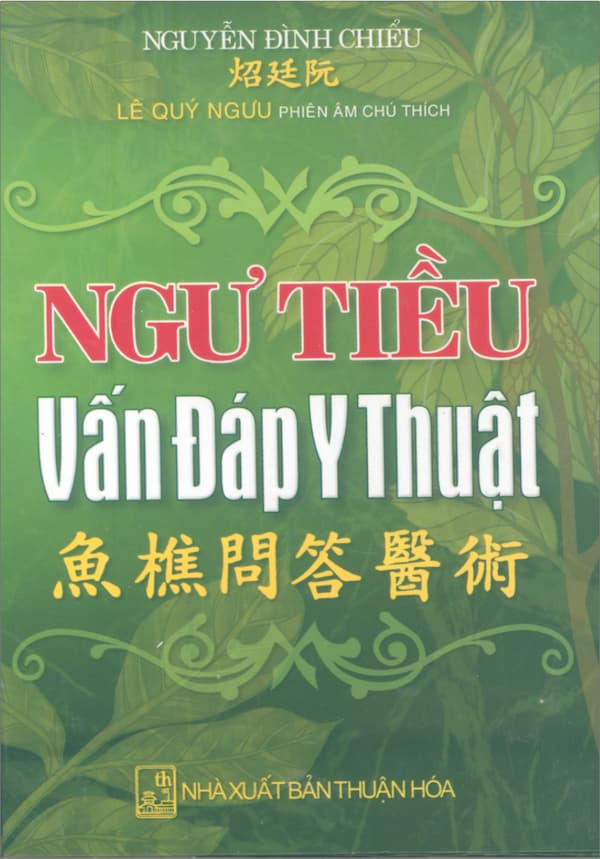 NGUYỄN ĐÌNH CHIỂU
炤廷阮
LÊ QUÝ NGƯU PHIÊN ÂM CHÚ THÍCH
NGƯ TIỀU
Vấn Đáp Y Thuật
魚樵問答醫術
th
NHÀ XUẤT BẢN THUẬN HÓA